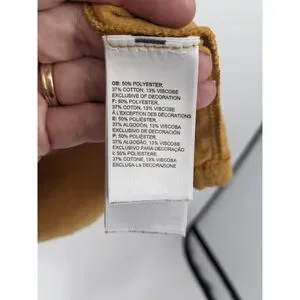 GB: 50% POLYESTER,
37% COTTON, 13% VISCOSE
EXCLUSIVE OF DECORATION
F: 50% POLYESTER,
37% COTON, 13% VISCOSE
À L'EXCEPTION DES DÉCORATIONS
E: 50% POLIÉSTER,
37% ALGODÓN, 13% VISCOSA
EXCLUSIVO DE DECORACIÓN
P: 50% POLIÉSTER,
37% ALGODÃO, 13% VISCOSA
EXCLUSIVO PARA DECORAÇÃO
I: 50% POLIESTERE,
37% COTONE, 13% VISCOSA
ESCLUSA LA DECORAZIONE